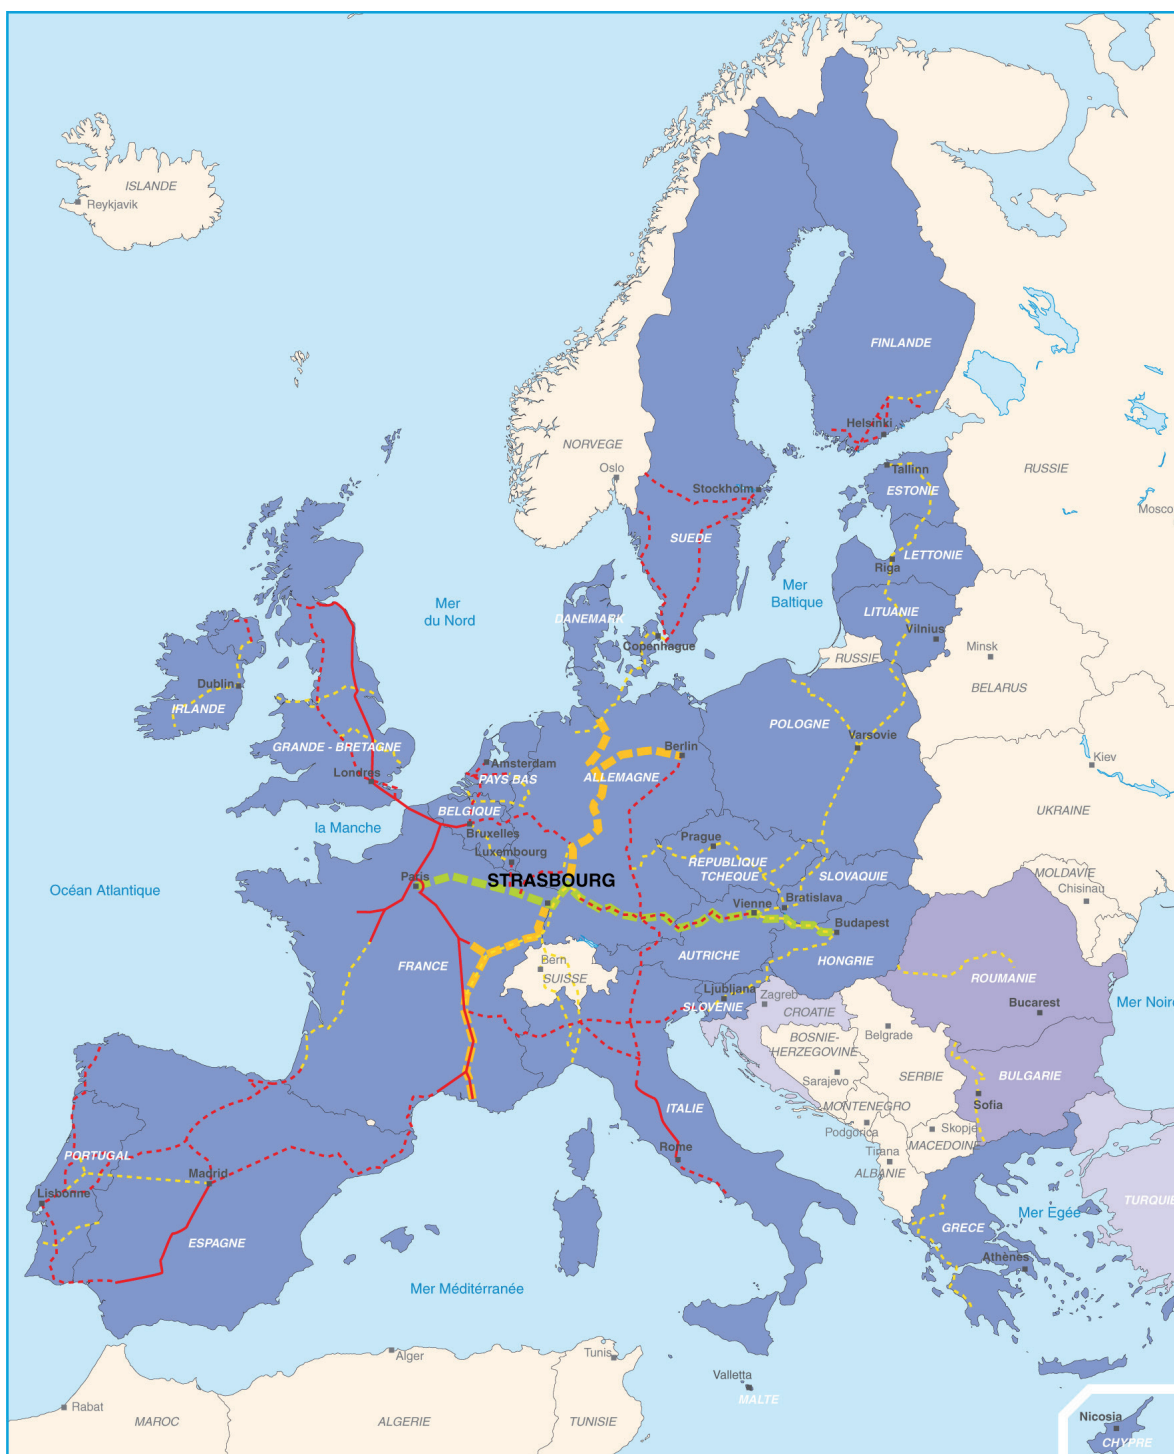 ISLANDE
Reykjavik
FINLANDE
Helsinki
NORVEGE
Oslo
RUSSIE
Tallinn
Stockholm
ESTONIE
Mosco
SUEDE
LETTONIE
Riga
Mer
Baltique
Mer
du Nord
LITUANIE
DANEMARK
Vilnius
Copenhague
Minsk
RUSSIE
BELARUS
Dublin
IRLANDE
POLOGNE
Varsovie
GRANDE - BRETAGNE
Berlin
Kiev
Amsterdam
Londres
PAYS BAS
ALLEMAGNE
UKRAINE
BELGIQUE
la Manche
Bruxelles
Prague
Luxembourg
REPUBLIQUE
TCHEQUE
SLOVAQUIE
MOLDAVIE
Chisinau
Paris
STRASBOURG
Océan Atlantique
Vienne
Bratislava
Budapest
AUTRICHE
HONGRIE
FRANCE
Bern
SUISSE
ROUMANIE
Ljubljana
Zagreb
SLOVENIE
CROATIE
Bucarest
Mer Noire
Belgrade
BOSNIE-
HERZEGOVINE
SERBIE
BULGARIE
Sarajevo
ITALIE
MONTENEGRO
Sofia
Podgorica
Skopje
MACEDOINE
Rome
Tirana
ALBANIE
PORTUGAL
Madrid
Lisbonne
TURQUIE
Mer Egée
GRECE
ESPAGNE
Athènes
Mer Méditérranée
Alger
Tunis
Valletta
MALTE
Rabat
MAROC
ALGERIE
TUNISIE
Nicosia
CHYPRE